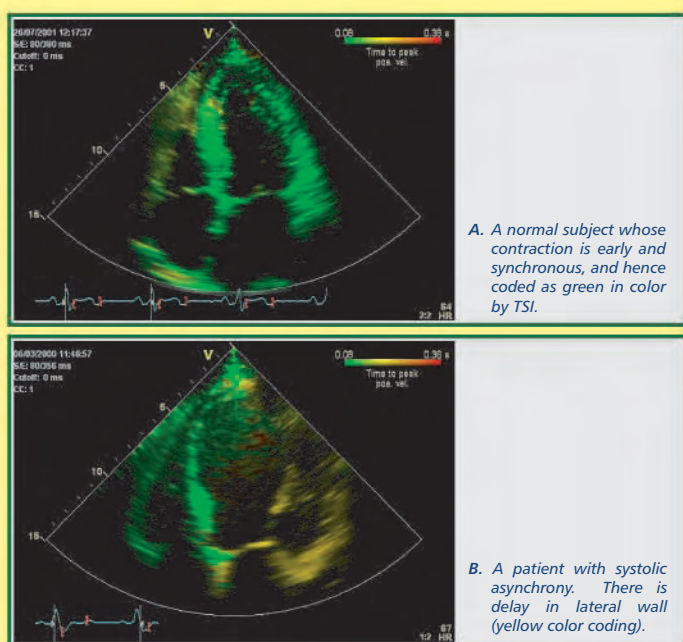 26/07/2001 12:17:37
S/E: 80/380 ms
Cutoff: 0 ms
CC: 1
V
0.08 0.36 s
Time to peak
pos. vel.
5
10
15
64
2:2 HR
A. A normal subject whose
contraction is early and
synchronous, and hence
coded as green in color
by TSI.
06/03/2000 11:46:57
S/E: 80/356 ms
Cutoff: 0 ms
CC: 1
V
0.08 0.36 s
Time to peak
pos. vel.
5
10
15
67
1:2 HR
B. A patient with systolic
asynchrony. There is
delay in lateral wall
(yellow color coding).